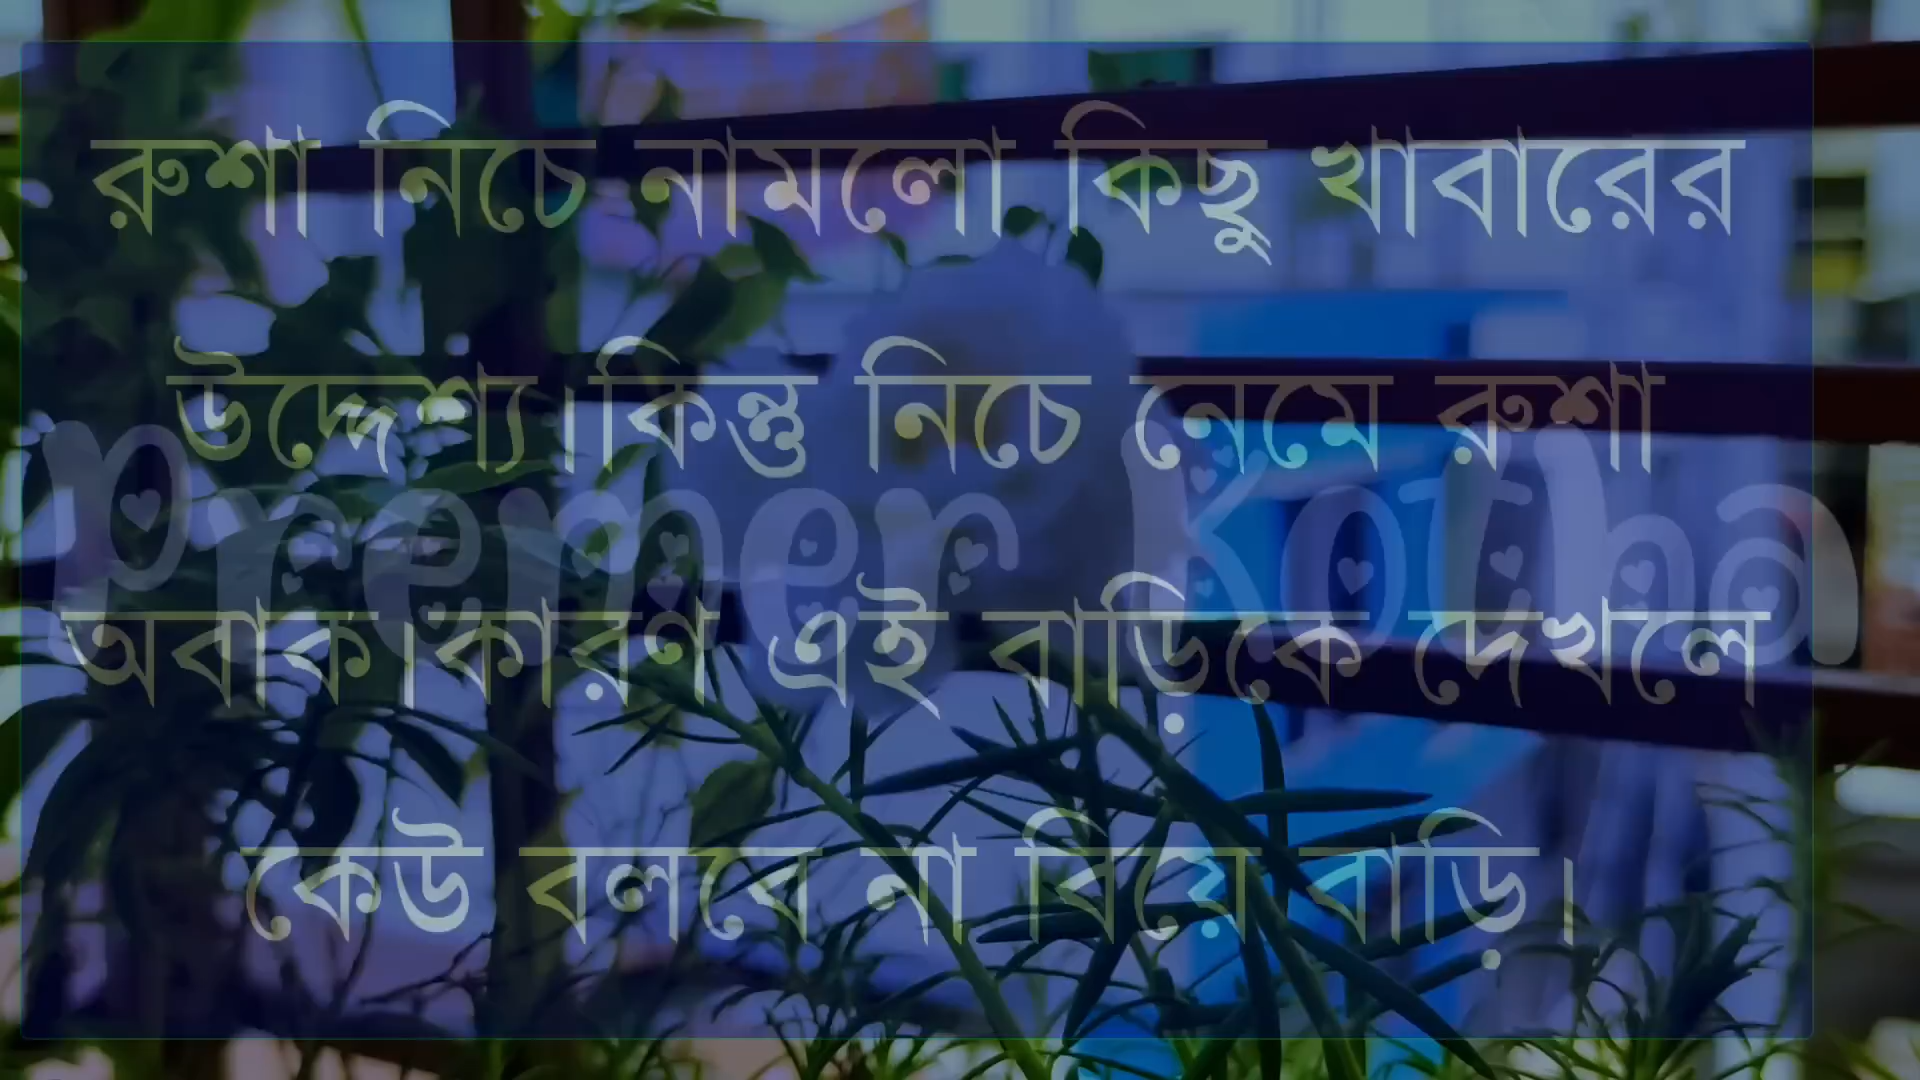 রুশা নিচে নামলো কিছু খাবারের
উদ্দেশ্য।কিন্তু নিচে নেমে রুশা
Premer Kotha
অবাক।কারণ এই বাড়িকে দেখলে
কেউ বলবে না বিয়ে বাড়ি।